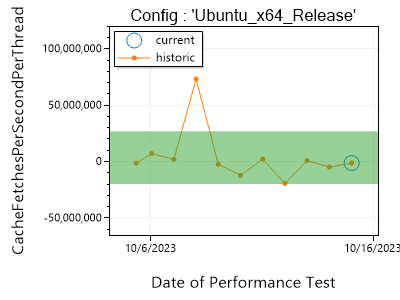 Config : 'Ubuntu_x64_Release'
current
historic
100,000,000
50,000,000
0
-50,000,000
CacheFetchesPerSecondPerThread
10/6/2023
10/16/2023
Date of Performance Test